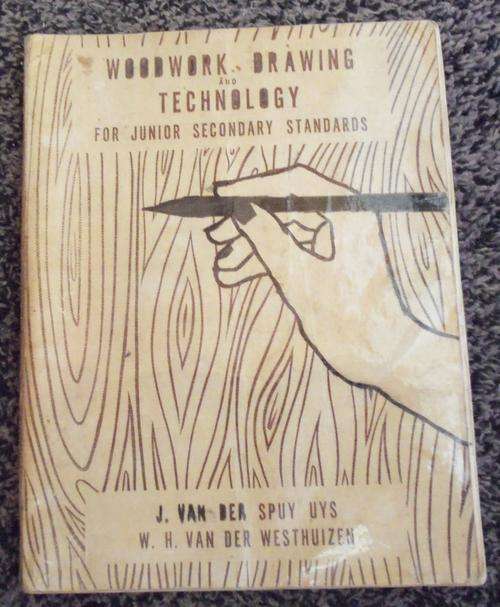 WOODWORK. DRAWING
AND
TECHNOLOGY
FOR JUNIOR SECONDARY STANDARDS
J. VAN DER SPUY UYS
W. H. VAN DER WESTHUIZEN